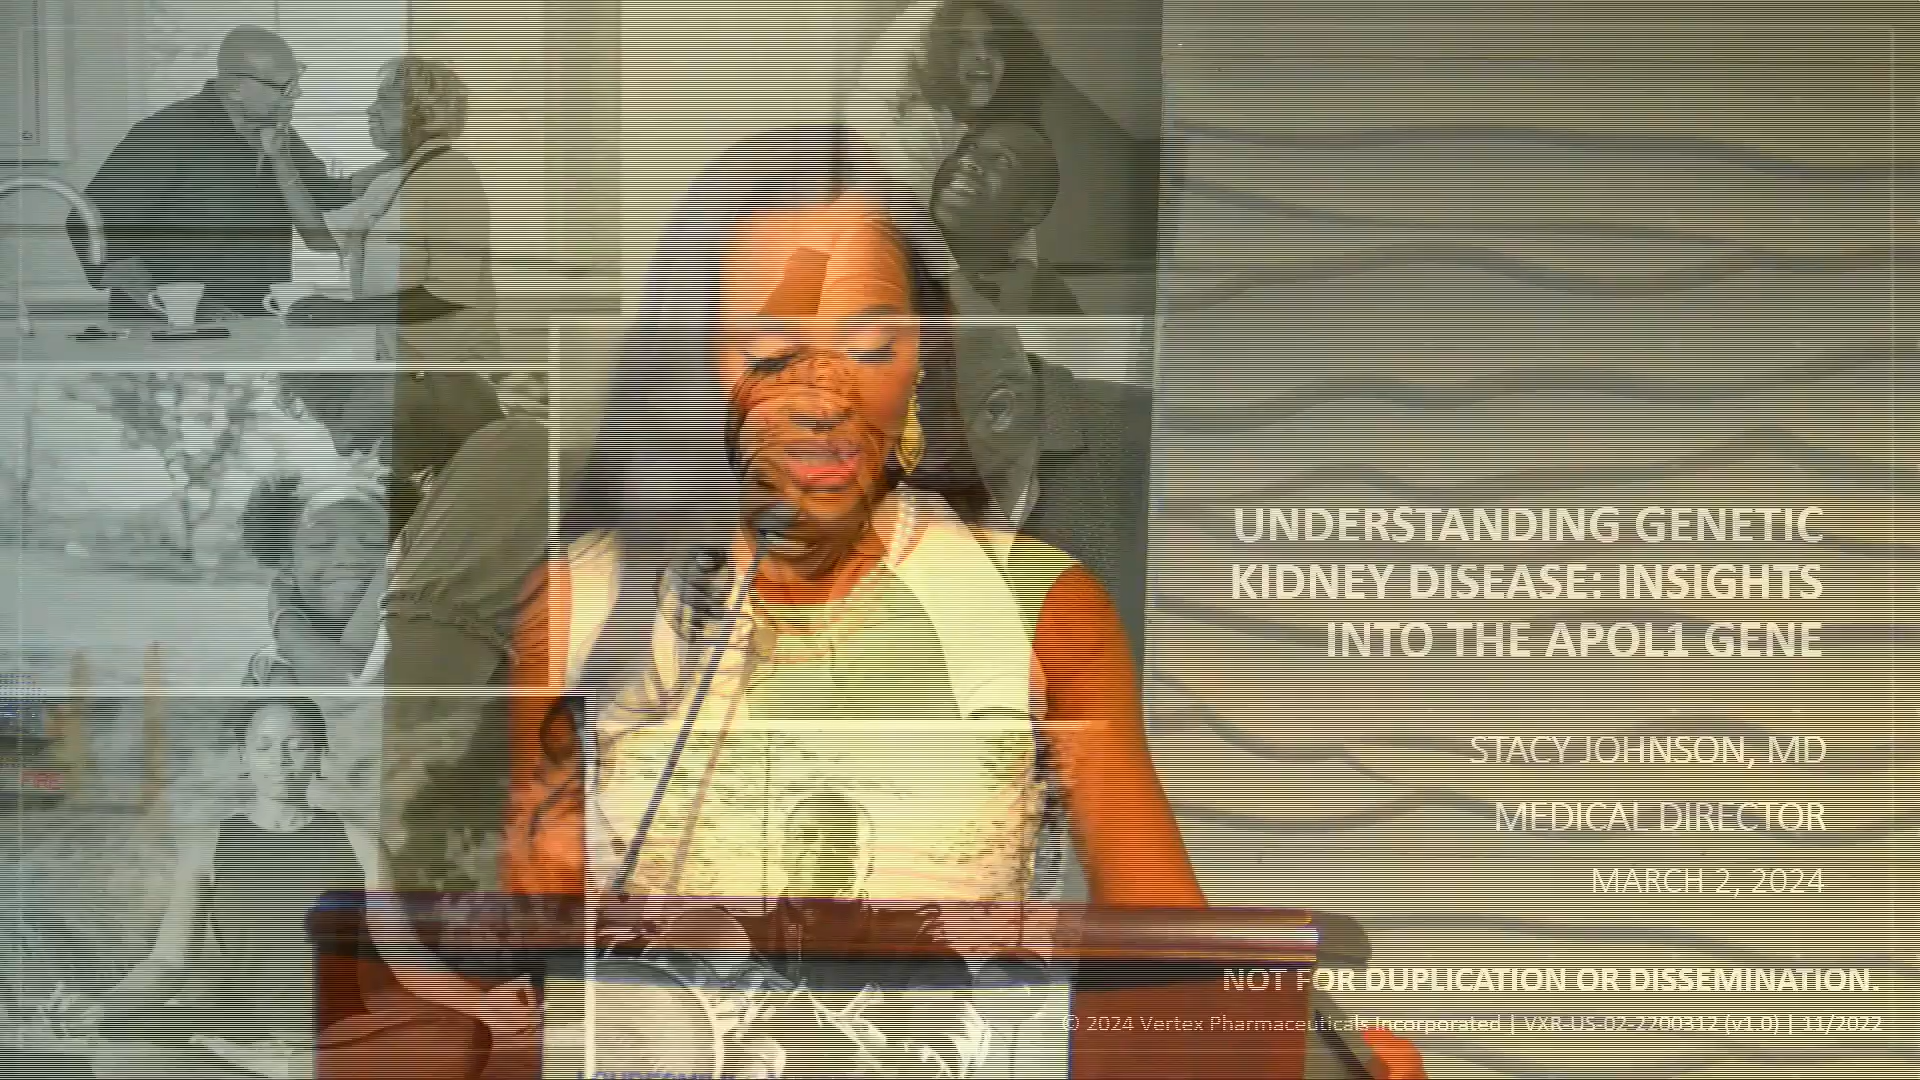 UNDERSTANDING GENETIC
KIDNEY DISEASE: INSIGHTS
INTO THE APOL1 GENE
STACY JOHNSON, MD
MEDICAL DIRECTOR
MARCH 2, 2024
FIRE
NOT FOR DUPLICATION OR DISSEMINATION.
© 2024 Vertex Pharmaceuticals Incorporated | VXR-US-02-2200312 (v1.0) | 11/2022